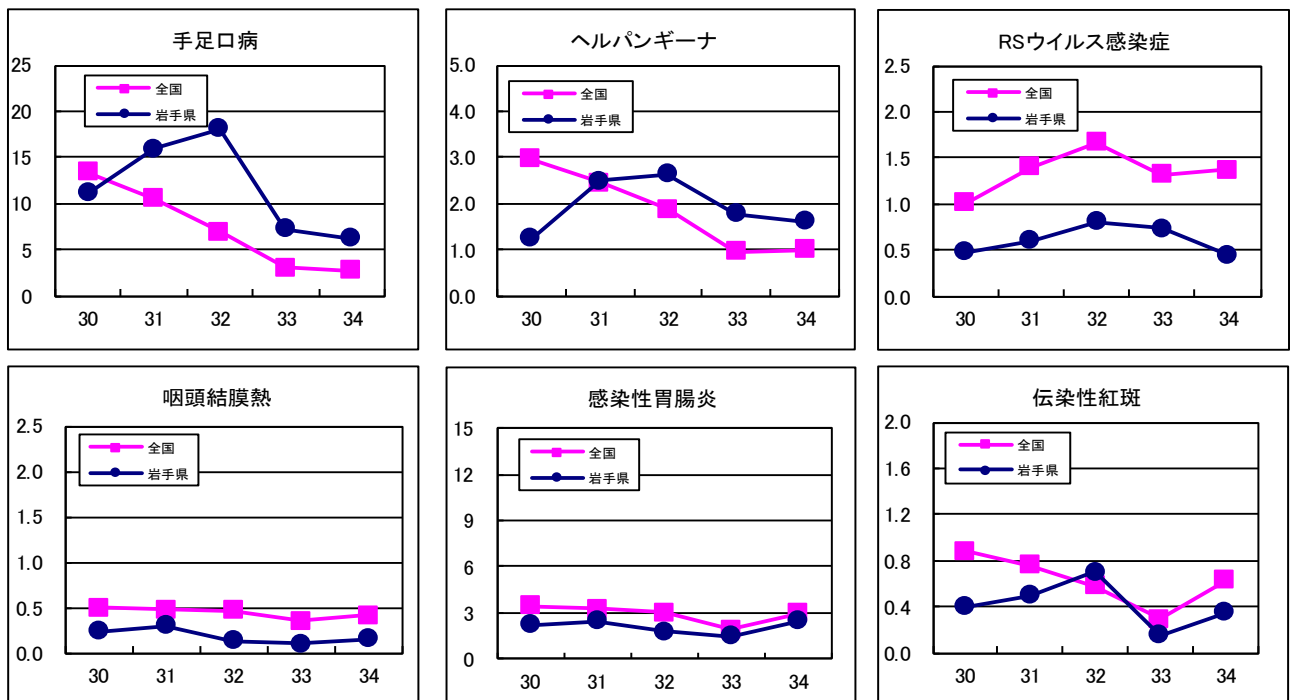 手足口病
25
20
15
10
5
0
全国
岩手県
30 31 32 33 34
ヘルパンギーナ
5.0
4.0
3.0
2.0
1.0
0.0
全国
岩手県
30 31 32 33 34
RSウイルス感染症
2.5
2.0
1.5
1.0
0.5
0.0
全国
岩手県
30 31 32 33 34
咽頭結膜熱
2.5
2.0
1.5
1.0
0.5
0.0
全国
岩手県
30 31 32 33 34
感染性胃腸炎
15
12
9
6
3
0
全国
岩手県
30 31 32 33 34
伝染性紅斑
2.0
1.6
1.2
0.8
0.4
0.0
全国
岩手県
30 31 32 33 34